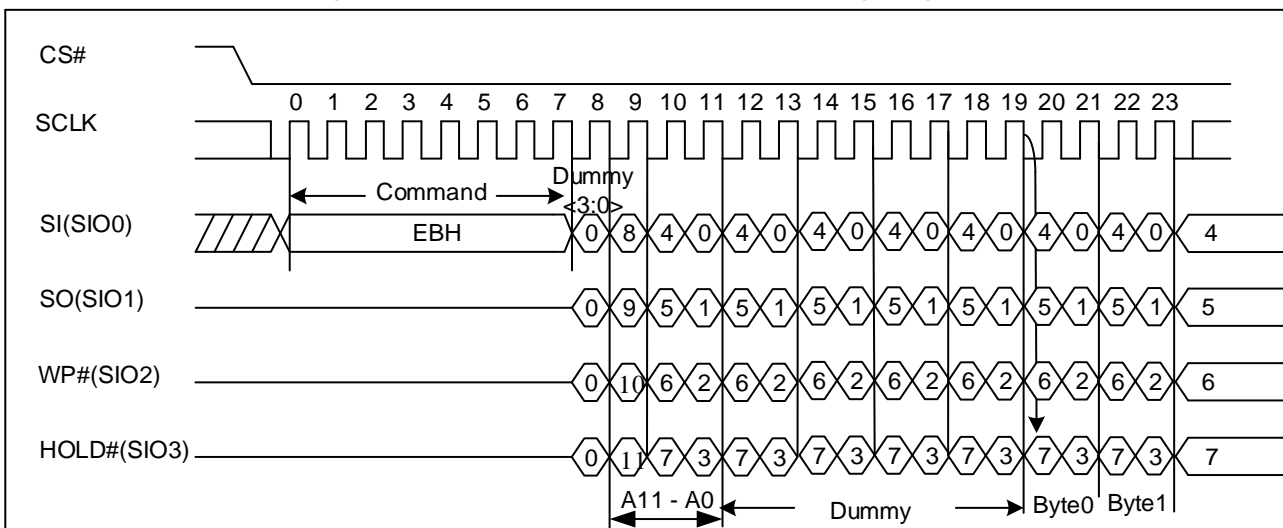 CS#
0 1 2 3 4 5 6 7 8 9 10 11 12 13 14 15 16 17 18 19 20 21 22 23
SCLK
Command
Dummy
<3:0>
SI(SIO0)
EBH
0 8 4 0 4 0 4 0 4 0 4 0 4 0 4 0 4
SO(SIO1)
0 9 5 1 5 1 5 1 5 1 5 1 5 1 5 1 5
WP#(SIO2)
0 10 6 2 6 2 6 2 6 2 6 2 6 2 6 2 6
HOLD#(SIO3)
0 11 7 3 7 3 7 3 7 3 7 3 7 3 7 3 7
A11 - A0
Dummy
Byte0 Byte1